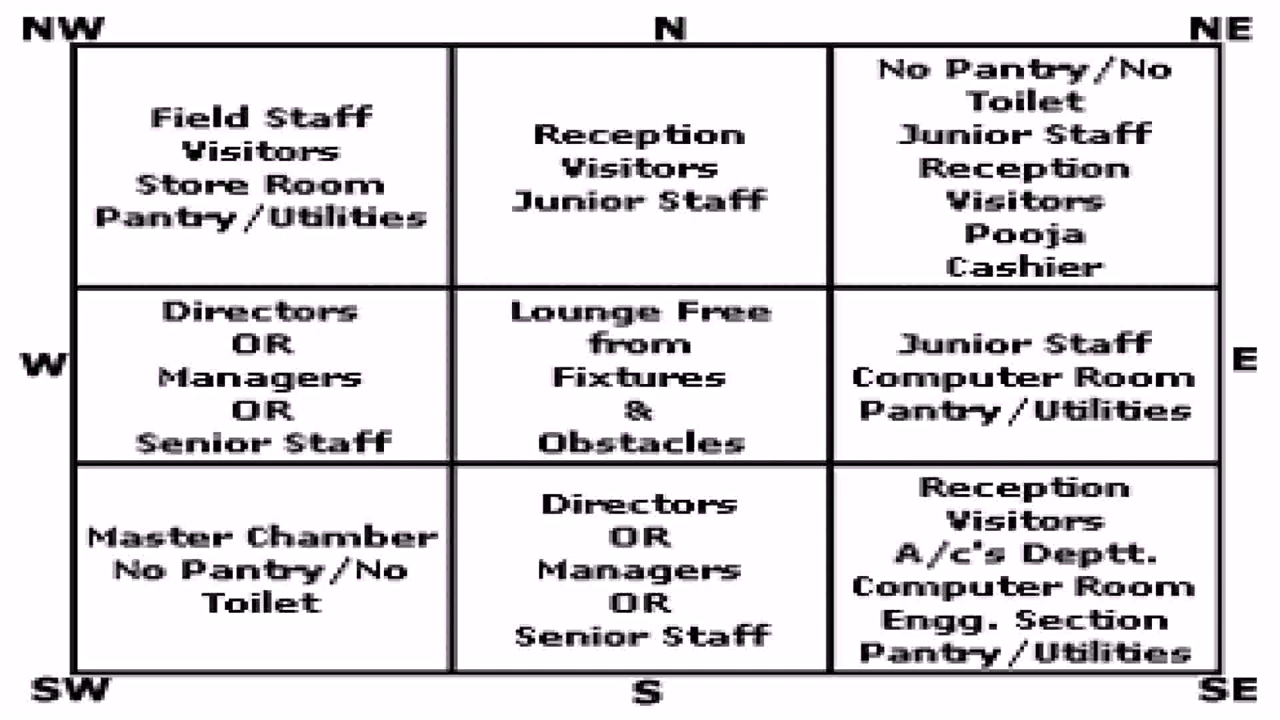 NW N NE
Field Staff
Visitors
Store Room
Pantry/Utilities
Reception
Visitors
Junior Staff
No Pantry/No
Toilet
Junior Staff
Reception
Visitors
Pooja
Cashier
W
Directors
OR
Managers
OR
Senior Staff
Lounge Free
from
Fixtures
&
Obstacles
Junior Staff
Computer Room
Pantry/Utilities
E
Master Chamber
No Pantry/No
Toilet
Directors
OR
Managers
OR
Senior Staff
Reception
Visitors
A/c's Deptt.
Computer Room
Engg. Section
Pantry/Utilities
SW S SE